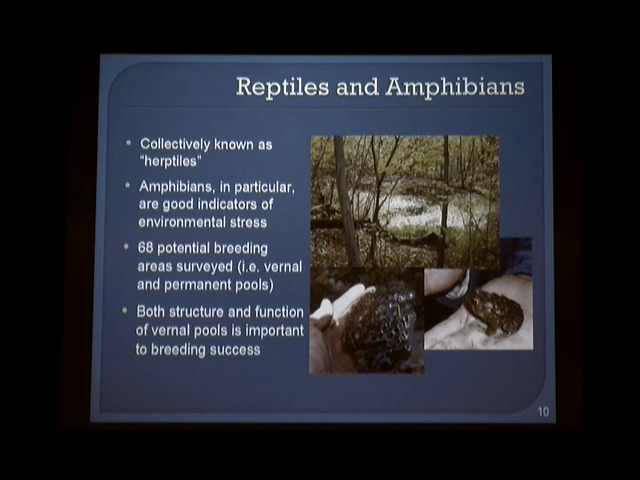 Reptiles and Amphibians
• Collectively known as
"herptiles"
• Amphibians, in particular,
are good indicators of
environmental stress
• 68 potential breeding
areas surveyed (i.e. vernal
and permanent pools)
• Both structure and function
of vernal pools is important
to breeding success
10